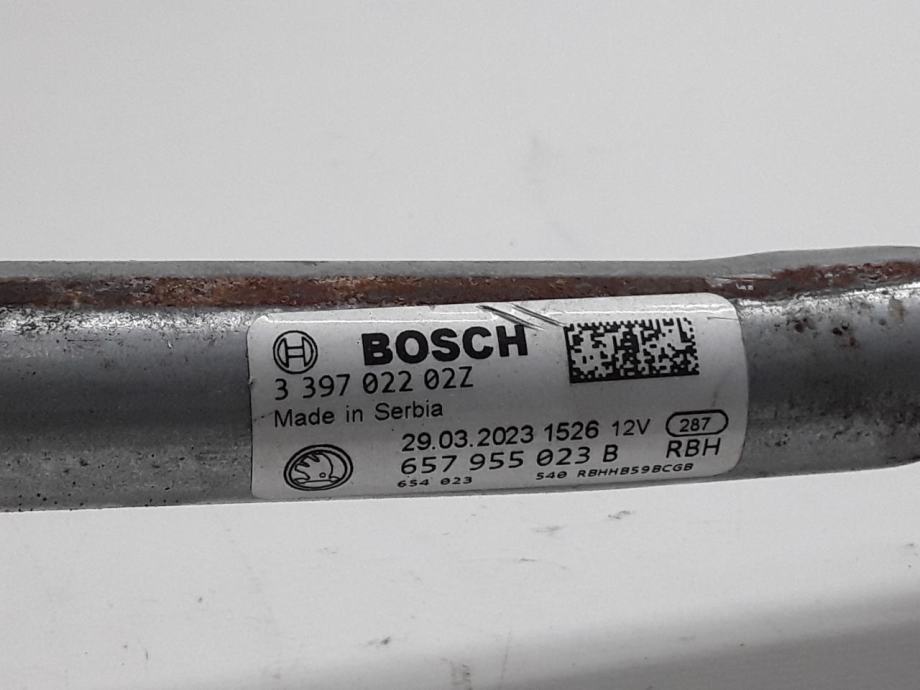 BOSCH
3 397 022 02Z
Made in Serbia
29.03.2023 1526 12V 287
657 955 023 B RBH
654 023 540 RBHHB59BCGB